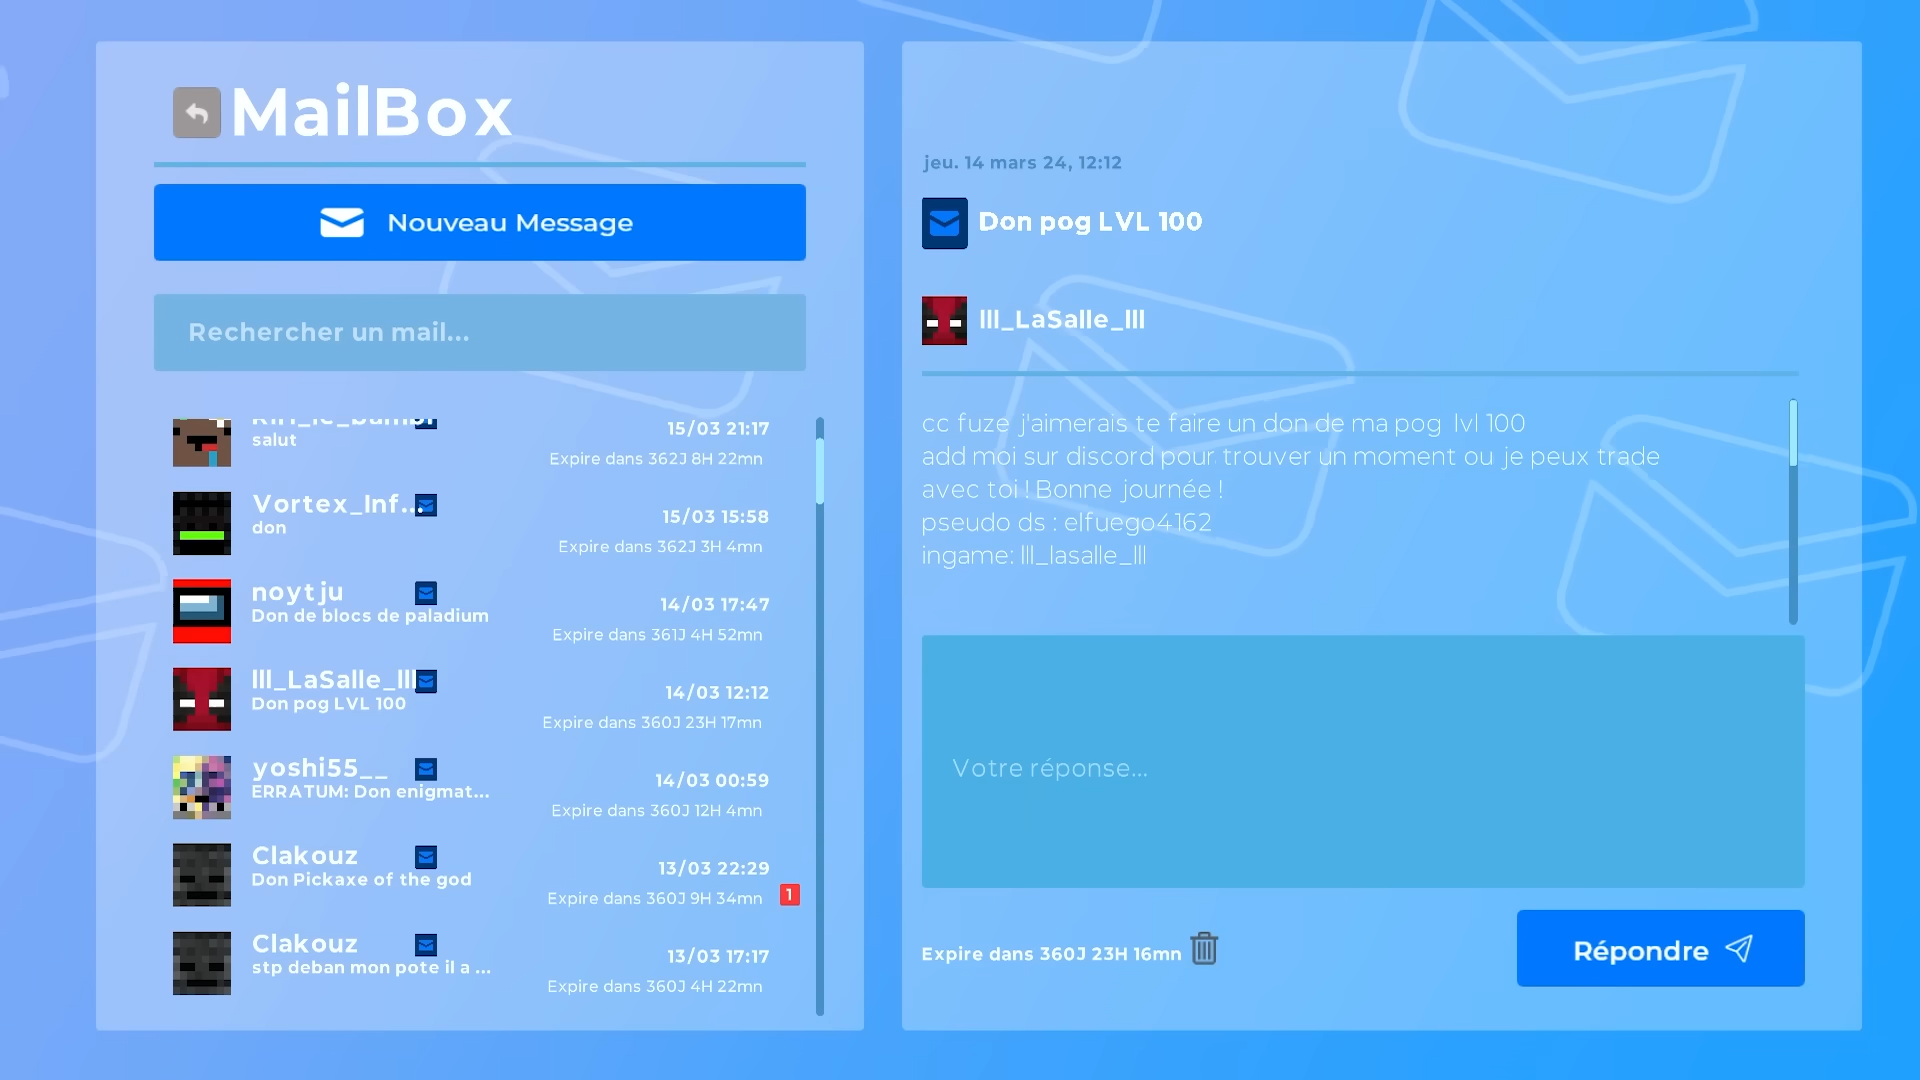 MailBox
Nouveau Message
Rechercher un mail...
15/03 21:17
salut
Expire dans 362J 8H 22mn
Vortex_Inf...
15/03 15:58
don
Expire dans 362J 3H 4mn
noytju
14/03 17:47
Don de blocs de paladium
Expire dans 361J 4H 52mn
lll_LaSalle_lll
14/03 12:12
Don pog LVL 100
Expire dans 360J 23H 17mn
yoshi55__
14/03 00:59
ERRATUM: Don enigmat...
Expire dans 360J 12H 4mn
Clakouz
13/03 22:29
Don Pickaxe of the god
Expire dans 360J 9H 34mn
1
Clakouz
13/03 17:17
stp deban mon pote il a ...
Expire dans 360J 4H 22mn
jeu. 14 mars 24, 12:12
Don pog LVL 100
lll_LaSalle_lll
cc fuze j'aimerais te faire un don de ma pog lvl 100
add moi sur discord pour trouver un moment ou je peux trade
avec toi ! Bonne journée !
pseudo ds : elfuego4162
ingame: lll_lasalle_lll
Votre réponse...
Expire dans 360J 23H 16mn
Répondre